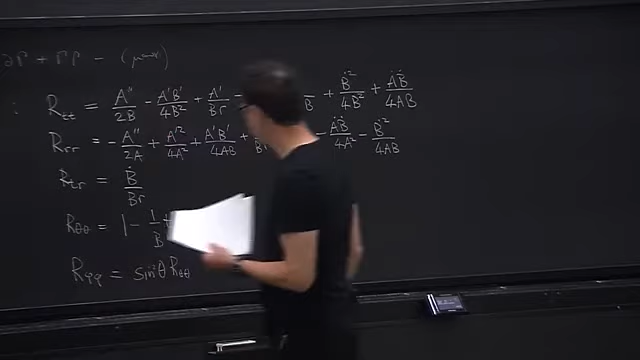 ∂Γ + ΓΓ - (
: R_tt = A''/2B - A'B'/4B² + A'/Br B + Ḃ²/4B² + ȦḂ/4AB
R_rr = -A''/2A + A'²/4A² + A'B'/4AB + B - ȦḂ/4A² - Ḃ²/4AB
R_tr = Ḃ/Br
R_θθ = 1 - 1/B
R_φφ = sin²θ R_θθ